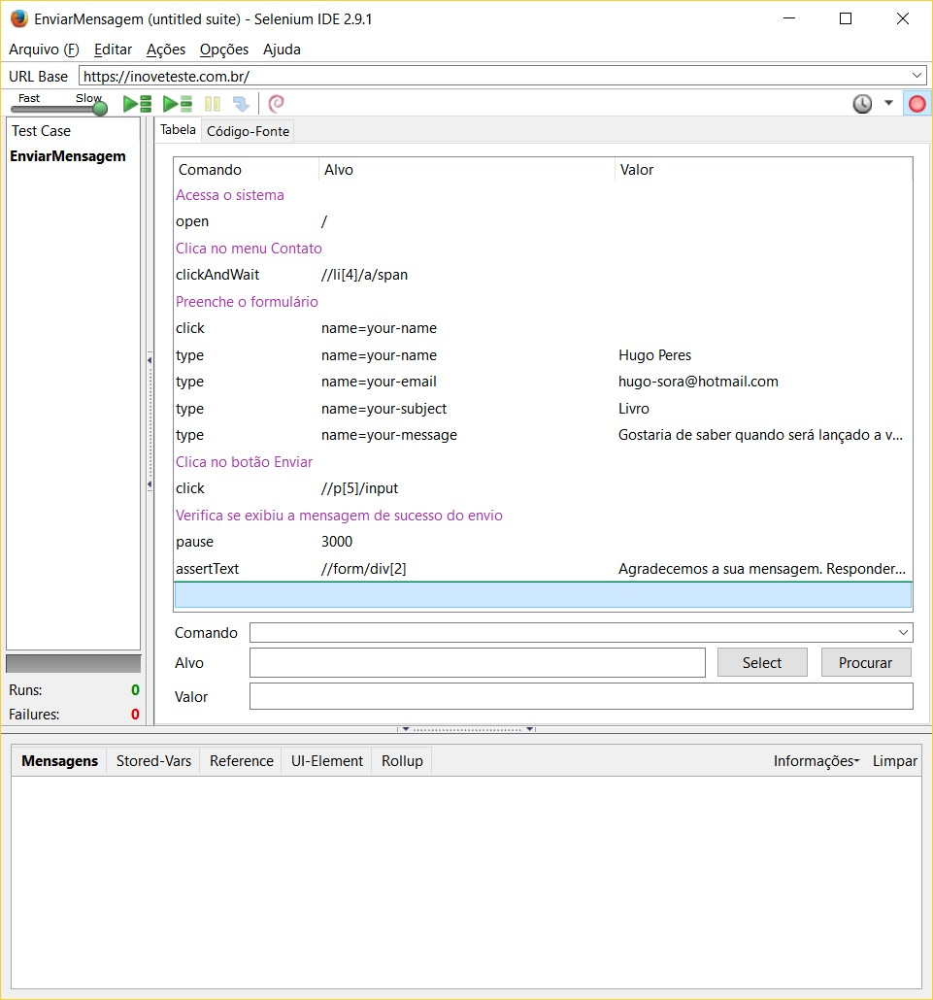 EnviarMensagem (untitled suite) - Selenium IDE 2.9.1
Arquivo (F) Editar Ações Opções Ajuda
URL Base https://inoveteste.com.br/
Fast Slow
Test Case
EnviarMensagem
Tabela Código-Fonte
Comando Alvo Valor
Acessa o sistema
open /
Clica no menu Contato
clickAndWait //li[4]/a/span
Preenche o formulário
click name=your-name
type name=your-name Hugo Peres
type name=your-email hugo-sora@hotmail.com
type name=your-subject Livro
type name=your-message Gostaria de saber quando será lançado a v...
Clica no botão Enviar
click //p[5]/input
Verifica se exibiu a mensagem de sucesso do envio
pause 3000
assertText //form/div[2] Agradecemos a sua mensagem. Responder...
Comando
Alvo Select Procurar
Valor
Runs: 0
Failures: 0
Mensagens Stored-Vars Reference UI-Element Rollup Informações Limpar